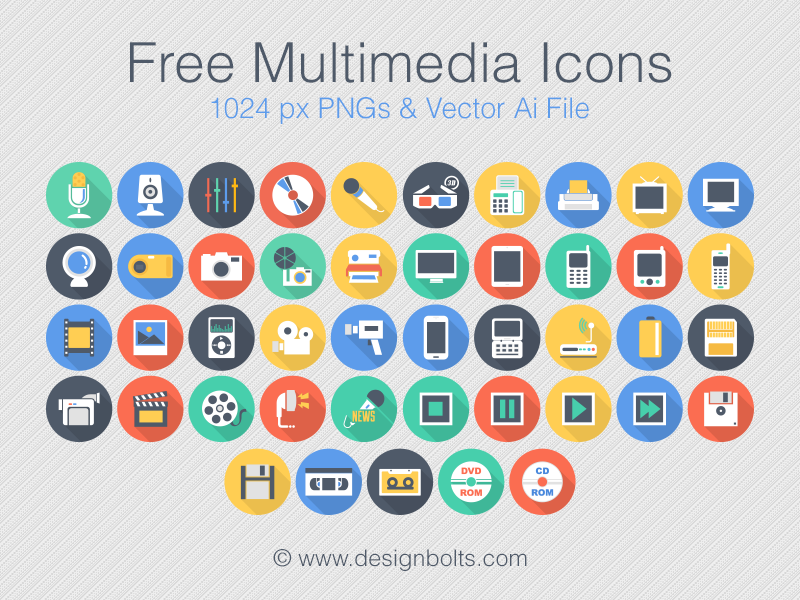 Free Multimedia Icons
1024 px PNGs & Vector Ai File
3D
NEWS
DVD
ROM
CD
ROM
© www.designbolts.com